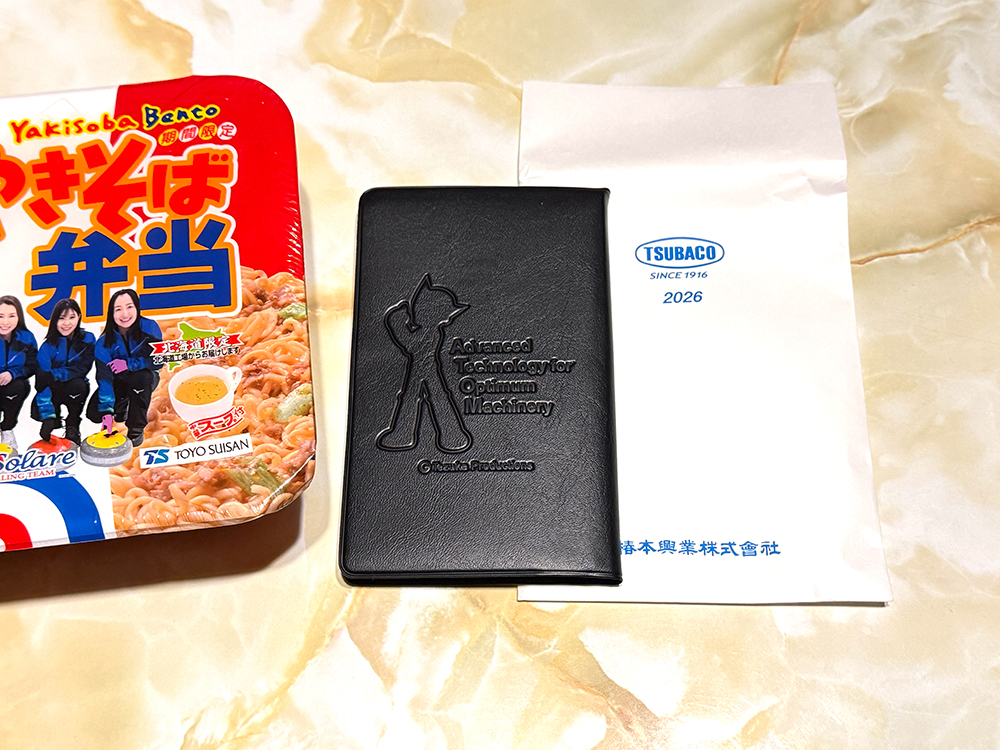 Yakisoba Bento
期間限定
やきそば
弁当
北海道限定
北海道工場からお届けします
スープ付
Solare
TS TOYO SUISAN
Advanced
Technology for
Optimum
Machinery
© Tezuka Productions
TSUBACO
SINCE 1916
2026
椿本興業株式會社